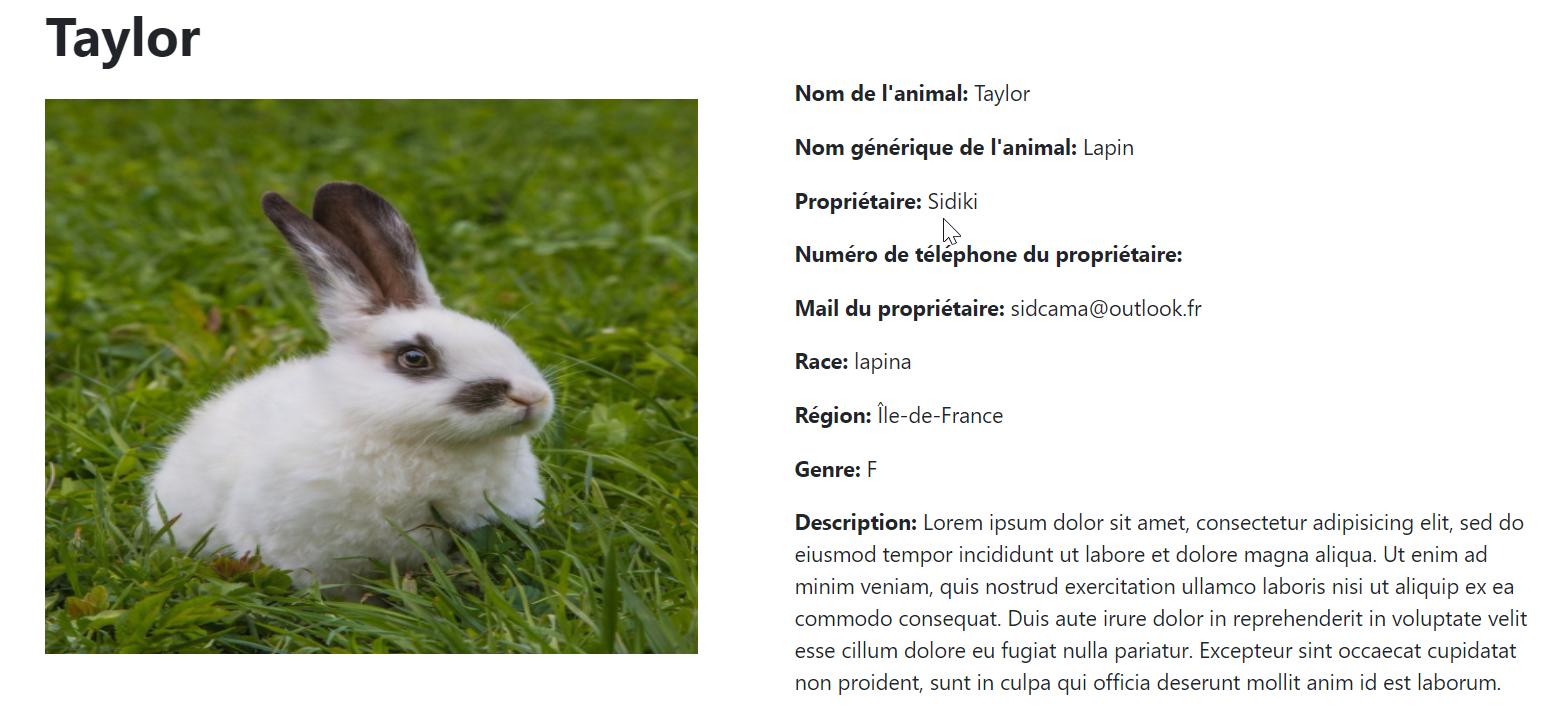 Taylor
Nom de l'animal: Taylor
Nom générique de l'animal: Lapin
Propriétaire: Sidiki
Numéro de téléphone du propriétaire:
Mail du propriétaire: sidcama@outlook.fr
Race: lapina
Région: Île-de-France
Genre: F
Description: Lorem ipsum dolor sit amet, consectetur adipisicing elit, sed do
eiusmod tempor incididunt ut labore et dolore magna aliqua. Ut enim ad
minim veniam, quis nostrud exercitation ullamco laboris nisi ut aliquip ex ea
commodo consequat. Duis aute irure dolor in reprehenderit in voluptate velit
esse cillum dolore eu fugiat nulla pariatur. Excepteur sint occaecat cupidatat
non proident, sunt in culpa qui officia deserunt mollit anim id est laborum.